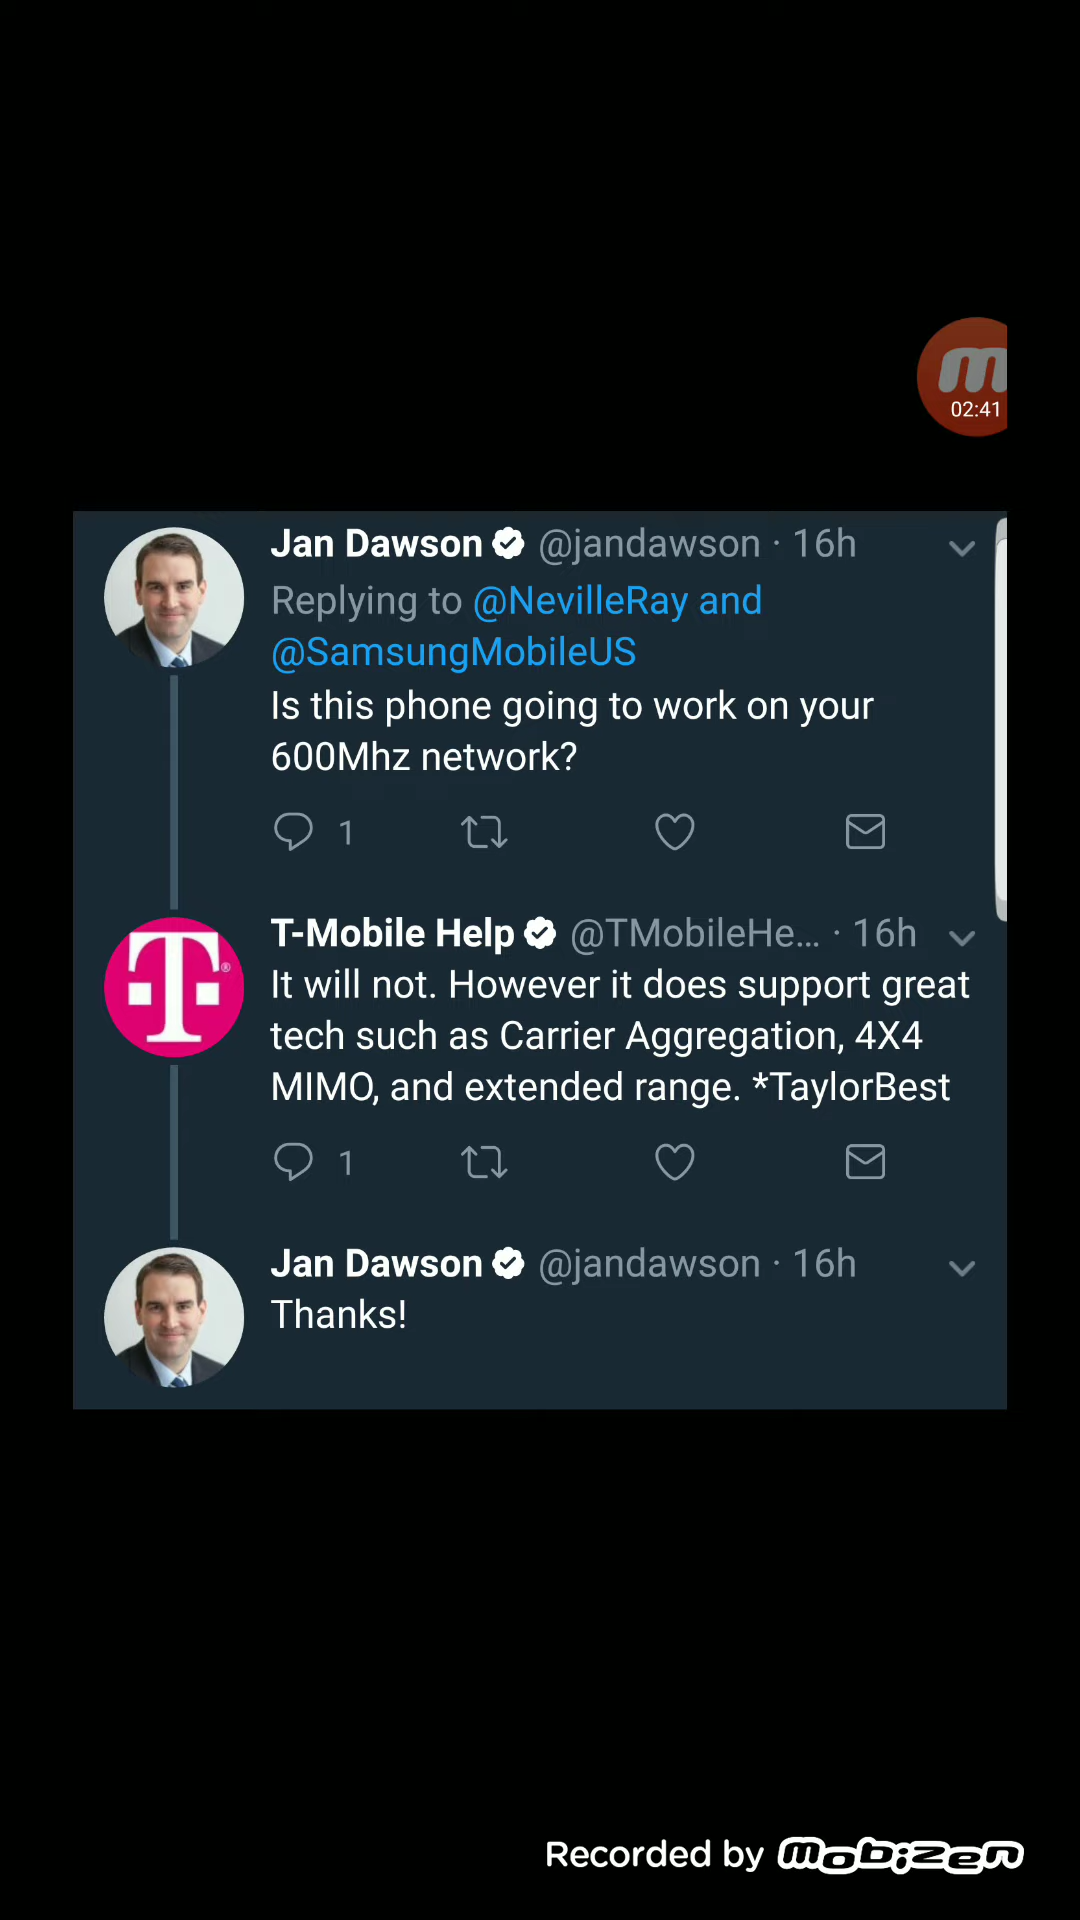 m
02:41
Jan Dawson @jandawson · 16h
Replying to @NevilleRay and
@SamsungMobileUS
Is this phone going to work on your
600Mhz network?
1
T-Mobile Help @TMobileHe... · 16h
It will not. However it does support great
tech such as Carrier Aggregation, 4X4
MIMO, and extended range. *TaylorBest
T®
1
Jan Dawson @jandawson · 16h
Thanks!
Recorded by mobizen